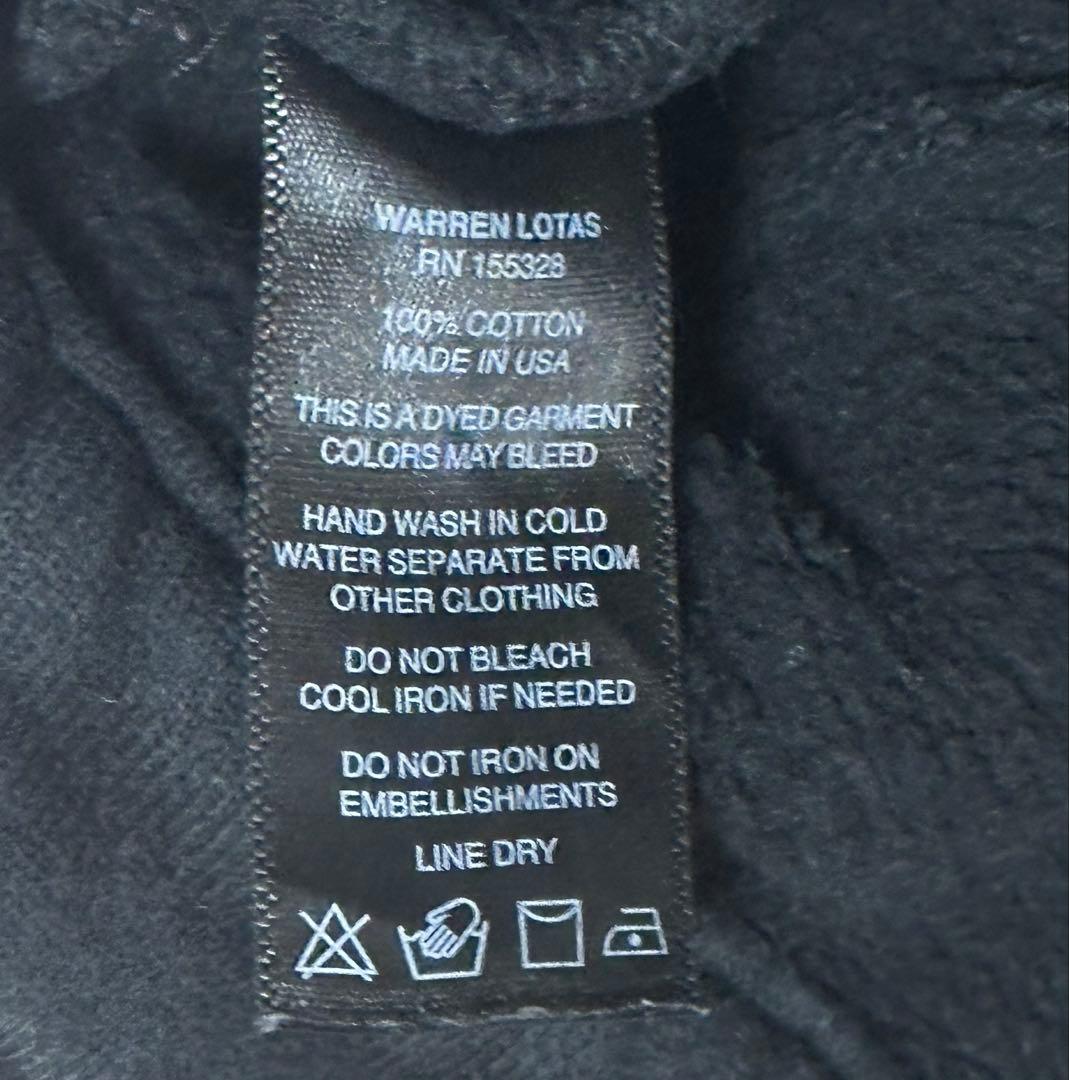 WARREN LOTAS
RN 155328
100% COTTON
MADE IN USA
THIS IS A DYED GARMENT
COLORS MAY BLEED
HAND WASH IN COLD
WATER SEPARATE FROM
OTHER CLOTHING
DO NOT BLEACH
COOL IRON IF NEEDED
DO NOT IRON ON
EMBELLISHMENTS
LINE DRY